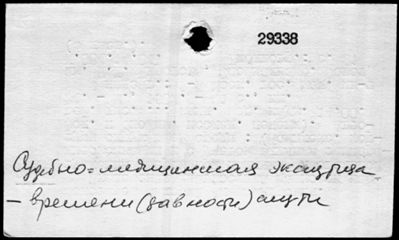 29338
Судебно=медицинская экспертиза
– времени (давности) смерти